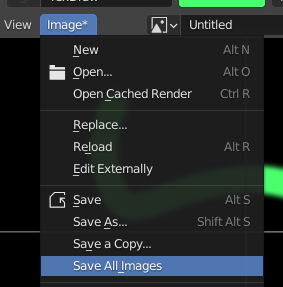 View Image* Untitled
New Alt N
Open... Alt O
Open Cached Render Ctrl R
Replace...
Reload Alt R
Edit Externally
Save Alt S
Save As... Shift Alt S
Save a Copy...
Save All Images